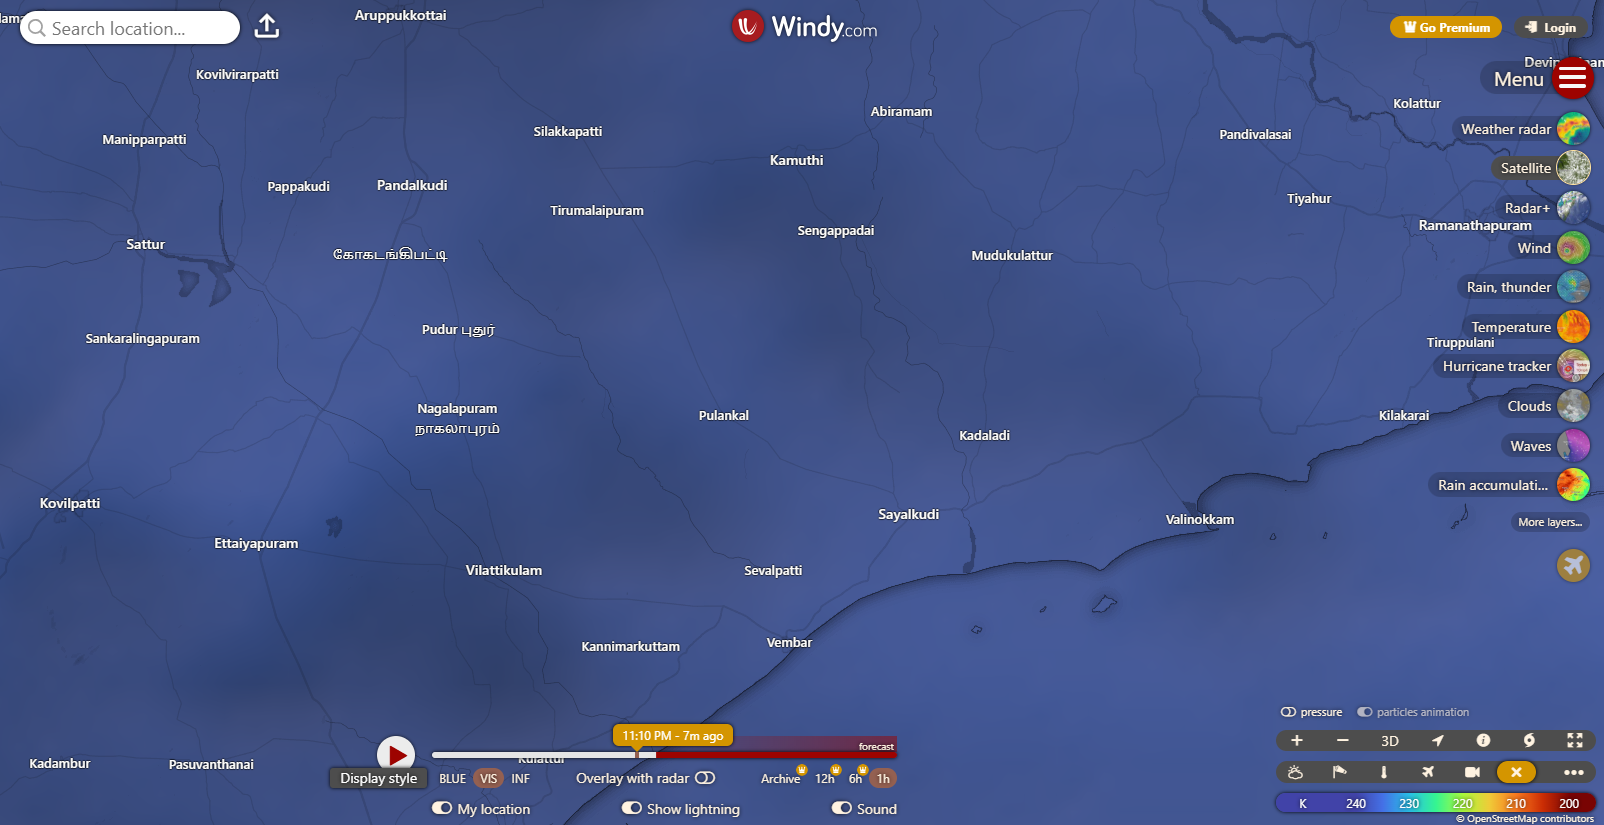 Search location...
Windy.com
Go Premium
Login
Menu
Weather radar
Satellite
Radar+
Wind
Rain, thunder
Temperature
Hurricane tracker
Clouds
Waves
Rain accumulati...
More layers...
Aruppukkottai
Kovilvirarpatti
Abiramam
Kolattur
Silakkapatti
Pandivalasai
Manipparpatti
Kamuthi
Pappakudi
Pandalkudi
Tiyahur
Tirumalaipuram
Ramanathapuram
Sengappadai
Sattur
கோகடங்கிபட்டி
Mudukulattur
Pudur புதுர்
Sankaralingapuram
Tiruppulani
Nagalapuram
நாகலாபுரம்
Pulankal
Kilakarai
Kadaladi
Kovilpatti
Sayalkudi
Valinokkam
Ettaiyapuram
Vilattikulam
Sevalpatti
Kannimarkuttam
Vembar
Kadambur
Pasuvanthanai
Kulattur
11:10 PM - 7m ago
forecast
Display style
BLUE VIS INF
Overlay with radar
Archive 12h 6h 1h
My location
Show lightning
Sound
pressure
particles animation
3D
K 240 230 220 210 200
© OpenStreetMap contributors